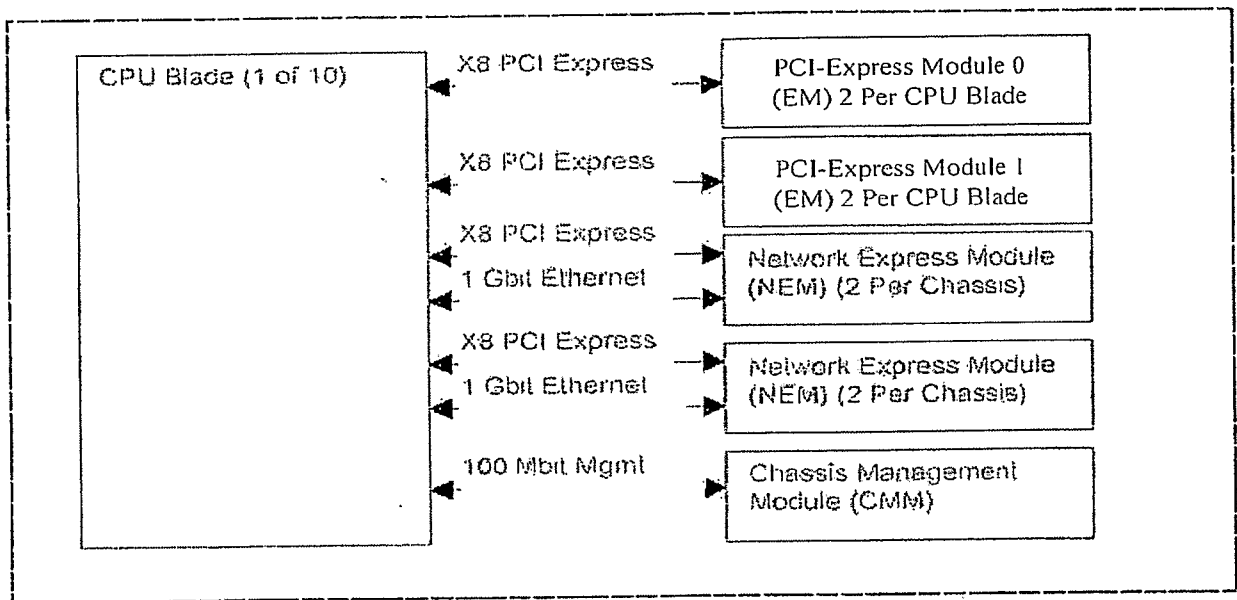 CPU Blade (1 of 10)
X8 PCI Express
PCI-Express Module 0
(EM) 2 Per CPU Blade
X8 PCI Express
PCI-Express Module 1
(EM) 2 Per CPU Blade
X8 PCI Express
1 Gbit Ethernet
Network Express Module
(NEM) (2 Per Chassis)
X8 PCI Express
1 Gbit Ethernet
Network Express Module
(NEM) (2 Per Chassis)
100 Mbit Mgmt
Chassis Management
Module (CMM)